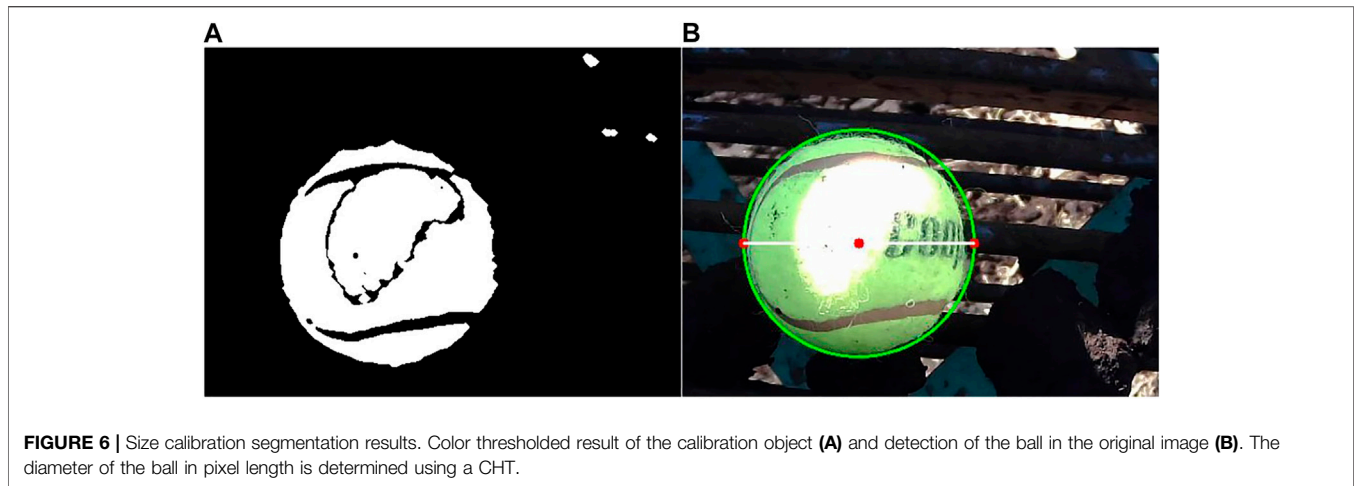 A
B
FIGURE 6 | Size calibration segmentation results. Color thresholded result of the calibration object (A) and detection of the ball in the original image (B). The
diameter of the ball in pixel length is determined using a CHT.